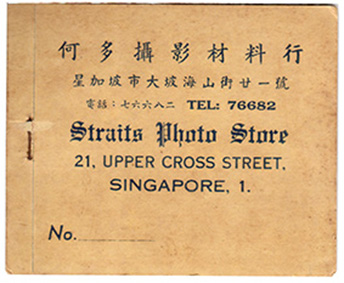 何多攝影材料行
星加坡市大坡海山街廿一號
電話：七六六八二 TEL: 76682
Straits Photo Store
21, UPPER CROSS STREET,
SINGAPORE, 1.
No.